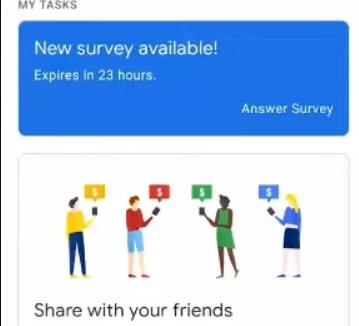 MY TASKS
New survey available!
Expires in 23 hours.
Answer Survey
$ $ $ $
Share with your friends